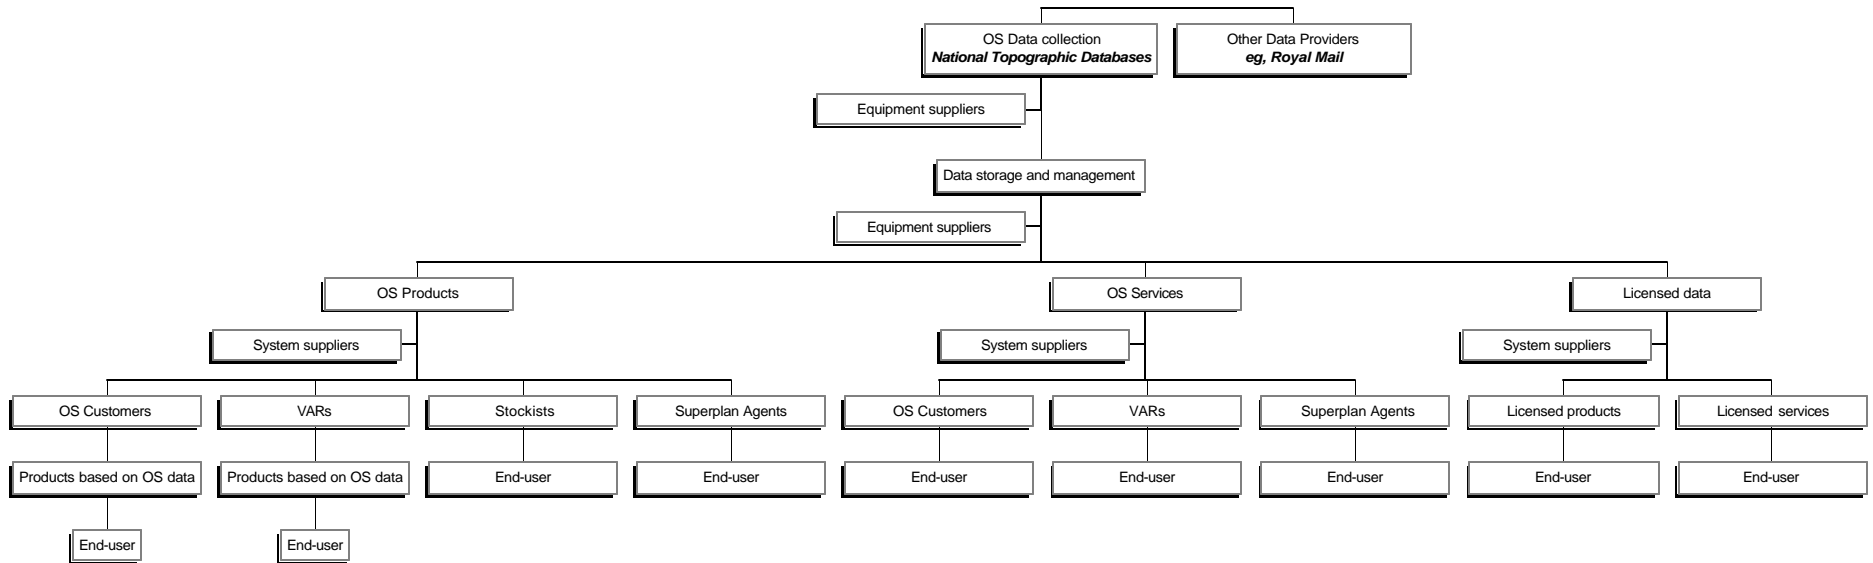 OS Data collection
National Topographic Databases
Other Data Providers
eg, Royal Mail
Equipment suppliers
Data storage and management
Equipment suppliers
OS Products
OS Services
Licensed data
System suppliers
System suppliers
System suppliers
OS Customers
VARs
Stockists
Superplan Agents
OS Customers
VARs
Superplan Agents
Licensed products
Licensed services
Products based on OS data
Products based on OS data
End-user
End-user
End-user
End-user
End-user
End-user
End-user
End-user
End-user